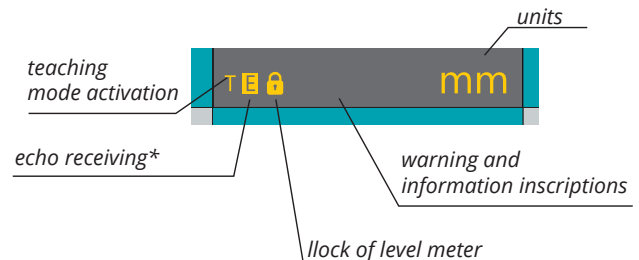 units
teaching
mode activation
T E mm
echo receiving*
warning and
information inscriptions
llock of level meter